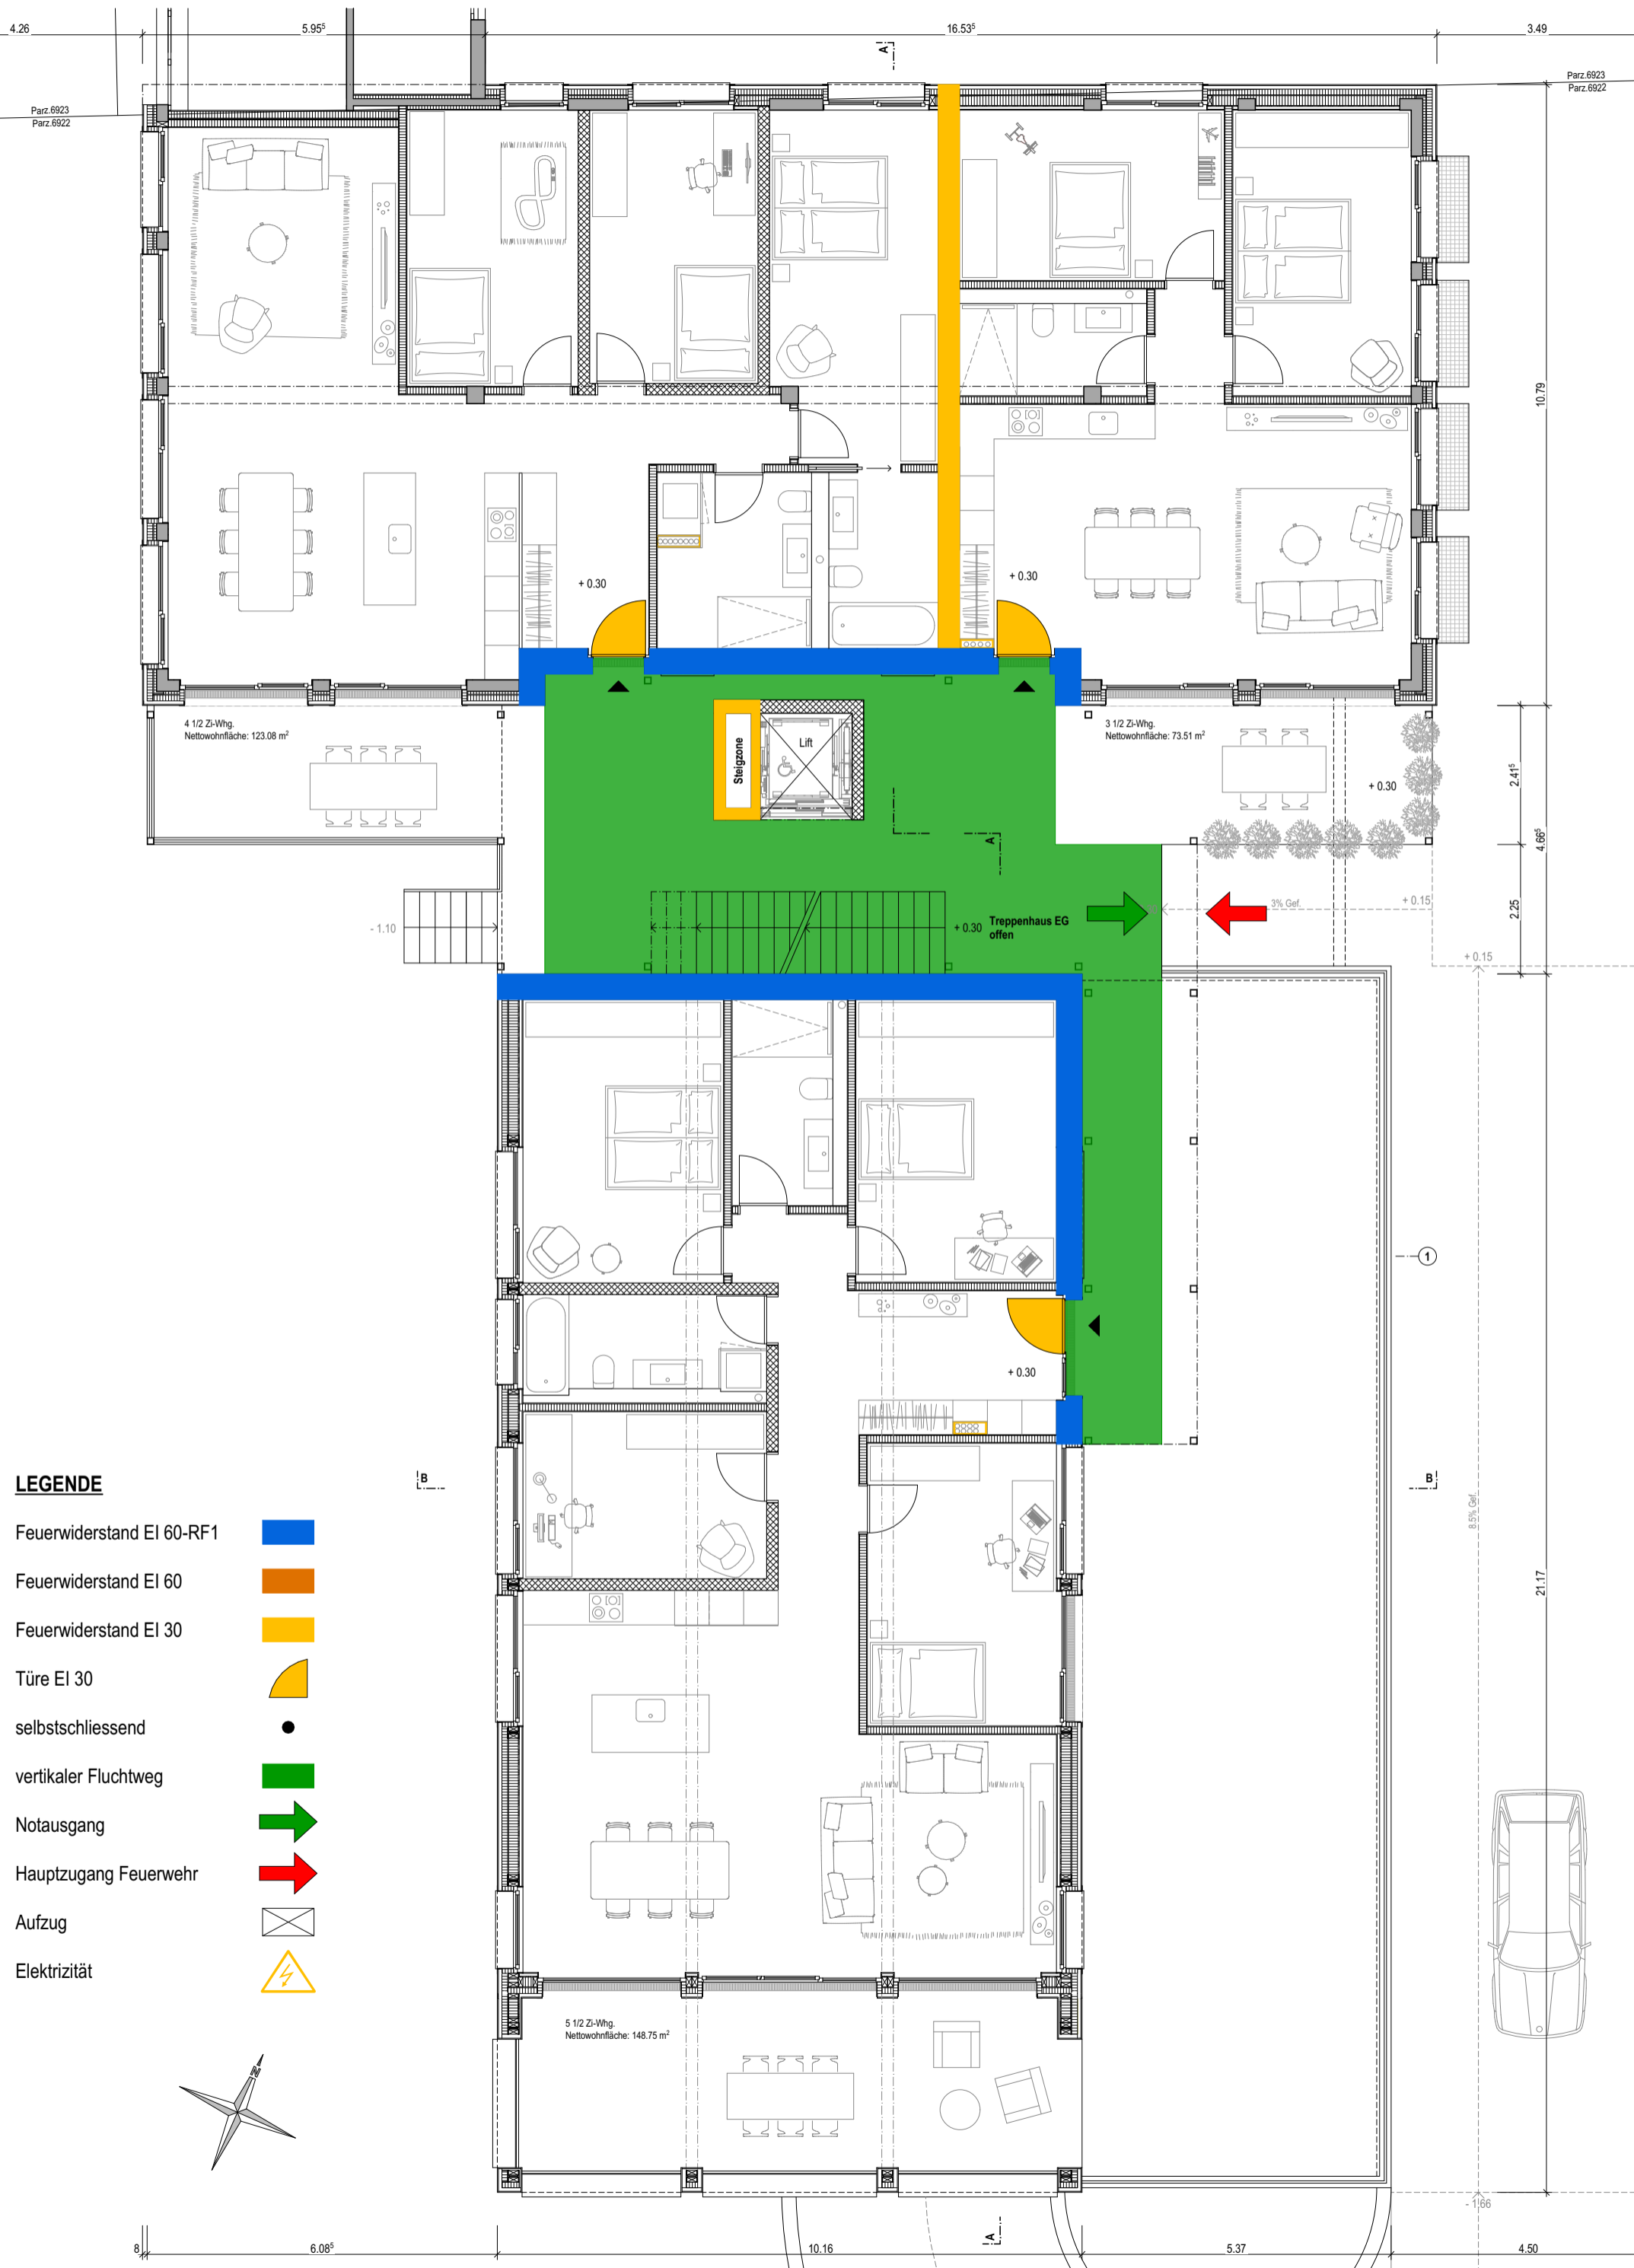 4.26
5.95⁵
16.53⁵
3.49
A
Parz.6923
Parz.6922
Parz.6923
Parz.6922
10.79
+ 0.30
+ 0.30
4 1/2 Zi-Whg.
Nettowohnfläche: 123.08 m²
Steigzone
Lift
3 1/2 Zi-Whg.
Nettowohnfläche: 73.51 m²
+ 0.30
2.41⁵
4.66⁵
2.25
A
- 1.10
+ 0.30
Treppenhaus EG
offen
3% Gef.
+ 0.15
+ 0.15
1
+ 0.30
B
B
8.5% Gef.
21.17
LEGENDE
Feuerwiderstand EI 60-RF1
Feuerwiderstand EI 60
Feuerwiderstand EI 30
Türe EI 30
selbstschliessend
vertikaler Fluchtweg
Notausgang
Hauptzugang Feuerwehr
Aufzug
Elektrizität
N
5 1/2 Zi-Whg.
Nettowohnfläche: 148.75 m²
- 1.66
A
8
6.08⁵
10.16
5.37
4.50